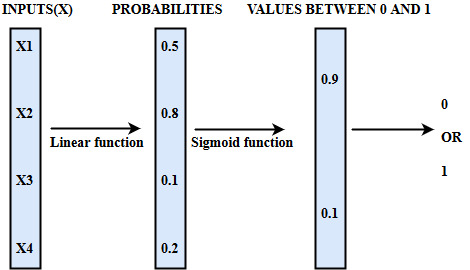 INPUTS(X)
PROBABILITIES
VALUES BETWEEN 0 AND 1
X1
X2
X3
X4
Linear function
0.5
0.8
0.1
0.2
Sigmoid function
0.9
0.1
0
OR
1